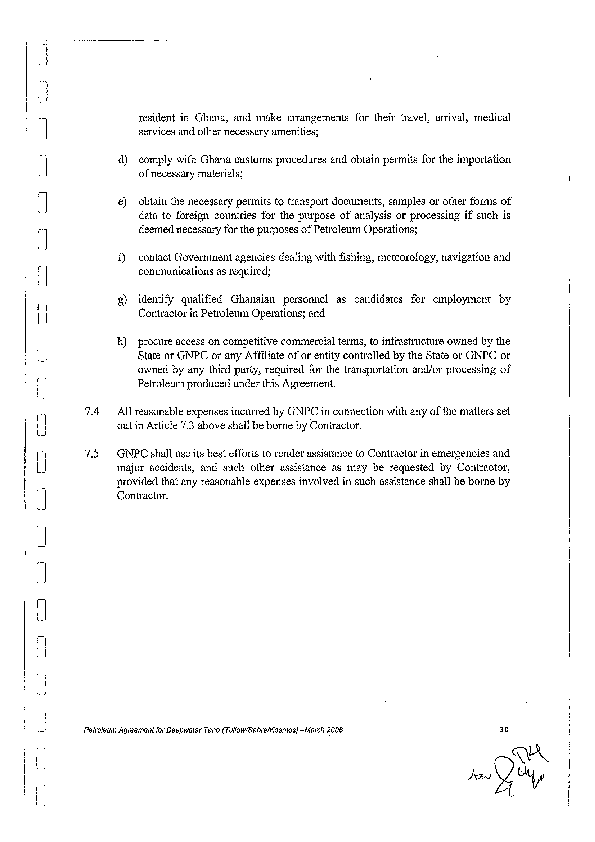 resident in Ghana, and make arrangements for their travel, arrival, medical
services and other necessary amenities;
d) comply with Ghana customs procedures and obtain permits for the importation
of necessary materials;
e) obtain the necessary permits to transport documents, samples or other forms of
data to foreign countries for the purpose of analysis or processing if such is
deemed necessary for the purposes of Petroleum Operations;
f) contact Government agencies dealing with fishing, meteorology, navigation and
communications as required;
g) identify qualified Ghanaian personnel as candidates for employment by
Contractor in Petroleum Operations; and
h) procure access on competitive commercial terms, to infrastructure owned by the
State or GNPC or any Affiliate of or entity controlled by the State or GNPC or
owned by any third party, required for the transportation and/or processing of
Petroleum produced under this Agreement.
7.4 All reasonable expenses incurred by GNPC in connection with any of the matters set
out in Article 7.3 above shall be borne by Contractor.
7.5 GNPC shall use its best efforts to render assistance to Contractor in emergencies and
major accidents, and such other assistance as may be requested by Contractor,
provided that any reasonable expenses involved in such assistance shall be borne by
Contractor.
Petroleum Agreement for Deepwater Tano (Tullow/Sabre/Kosmos) – March 2006 30